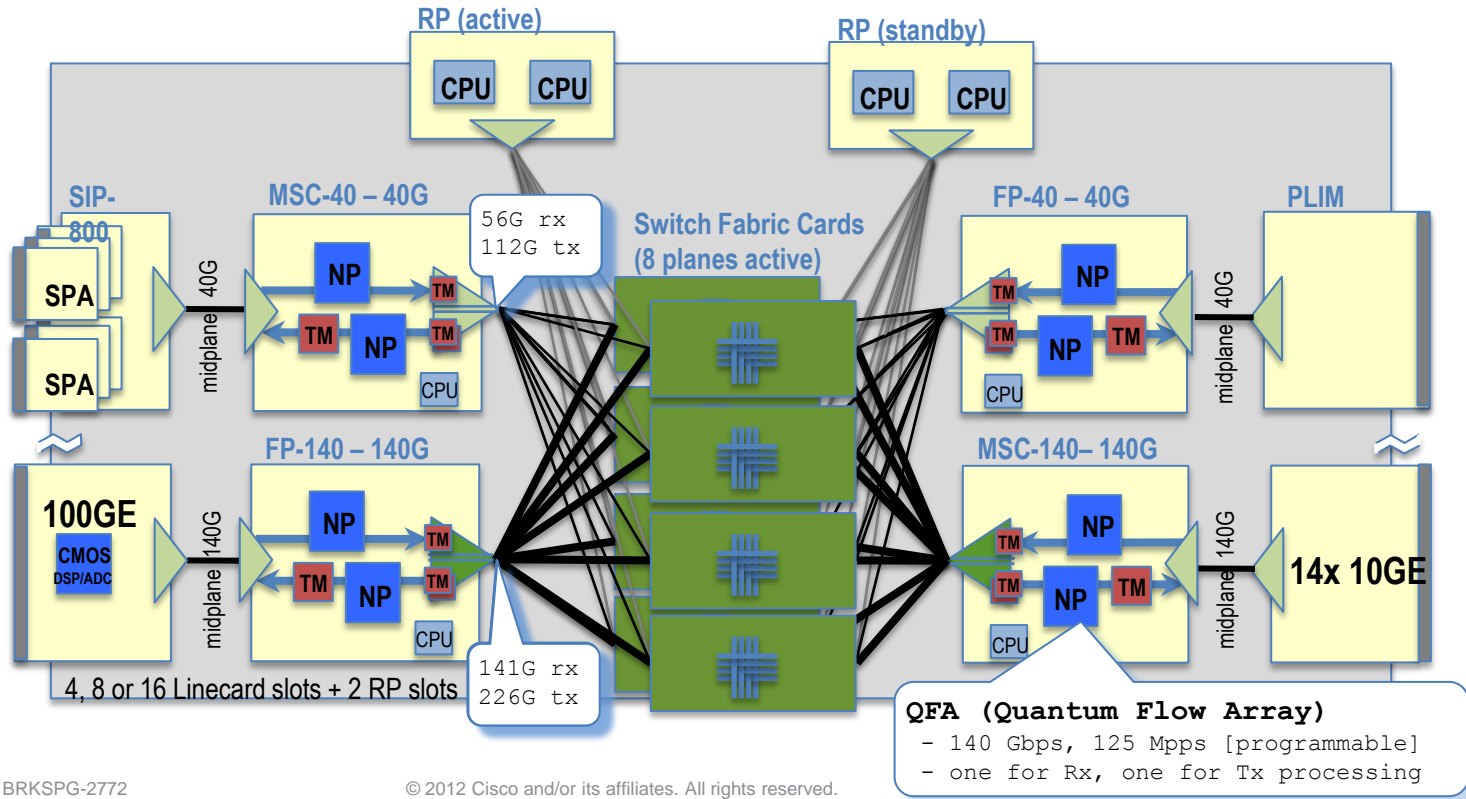 RP (active)
CPU
CPU
RP (standby)
CPU
CPU
SIP-
800
SPA
SPA
midplane 40G
MSC-40 – 40G
NP
TM
TM
NP
TM
CPU
56G rx
112G tx
Switch Fabric Cards
(8 planes active)
FP-40 – 40G
TM
NP
TM
NP
TM
CPU
midplane 40G
PLIM
100GE
CMOS
DSP/ADC
midplane 140G
FP-140 – 140G
NP
TM
TM
NP
TM
CPU
141G rx
226G tx
MSC-140– 140G
TM
NP
TM
NP
TM
CPU
midplane 140G
14x 10GE
4, 8 or 16 Linecard slots + 2 RP slots
QFA (Quantum Flow Array)
- 140 Gbps, 125 Mpps [programmable]
- one for Rx, one for Tx processing
BRKSPG-2772
© 2012 Cisco and/or its affiliates. All rights reserved.